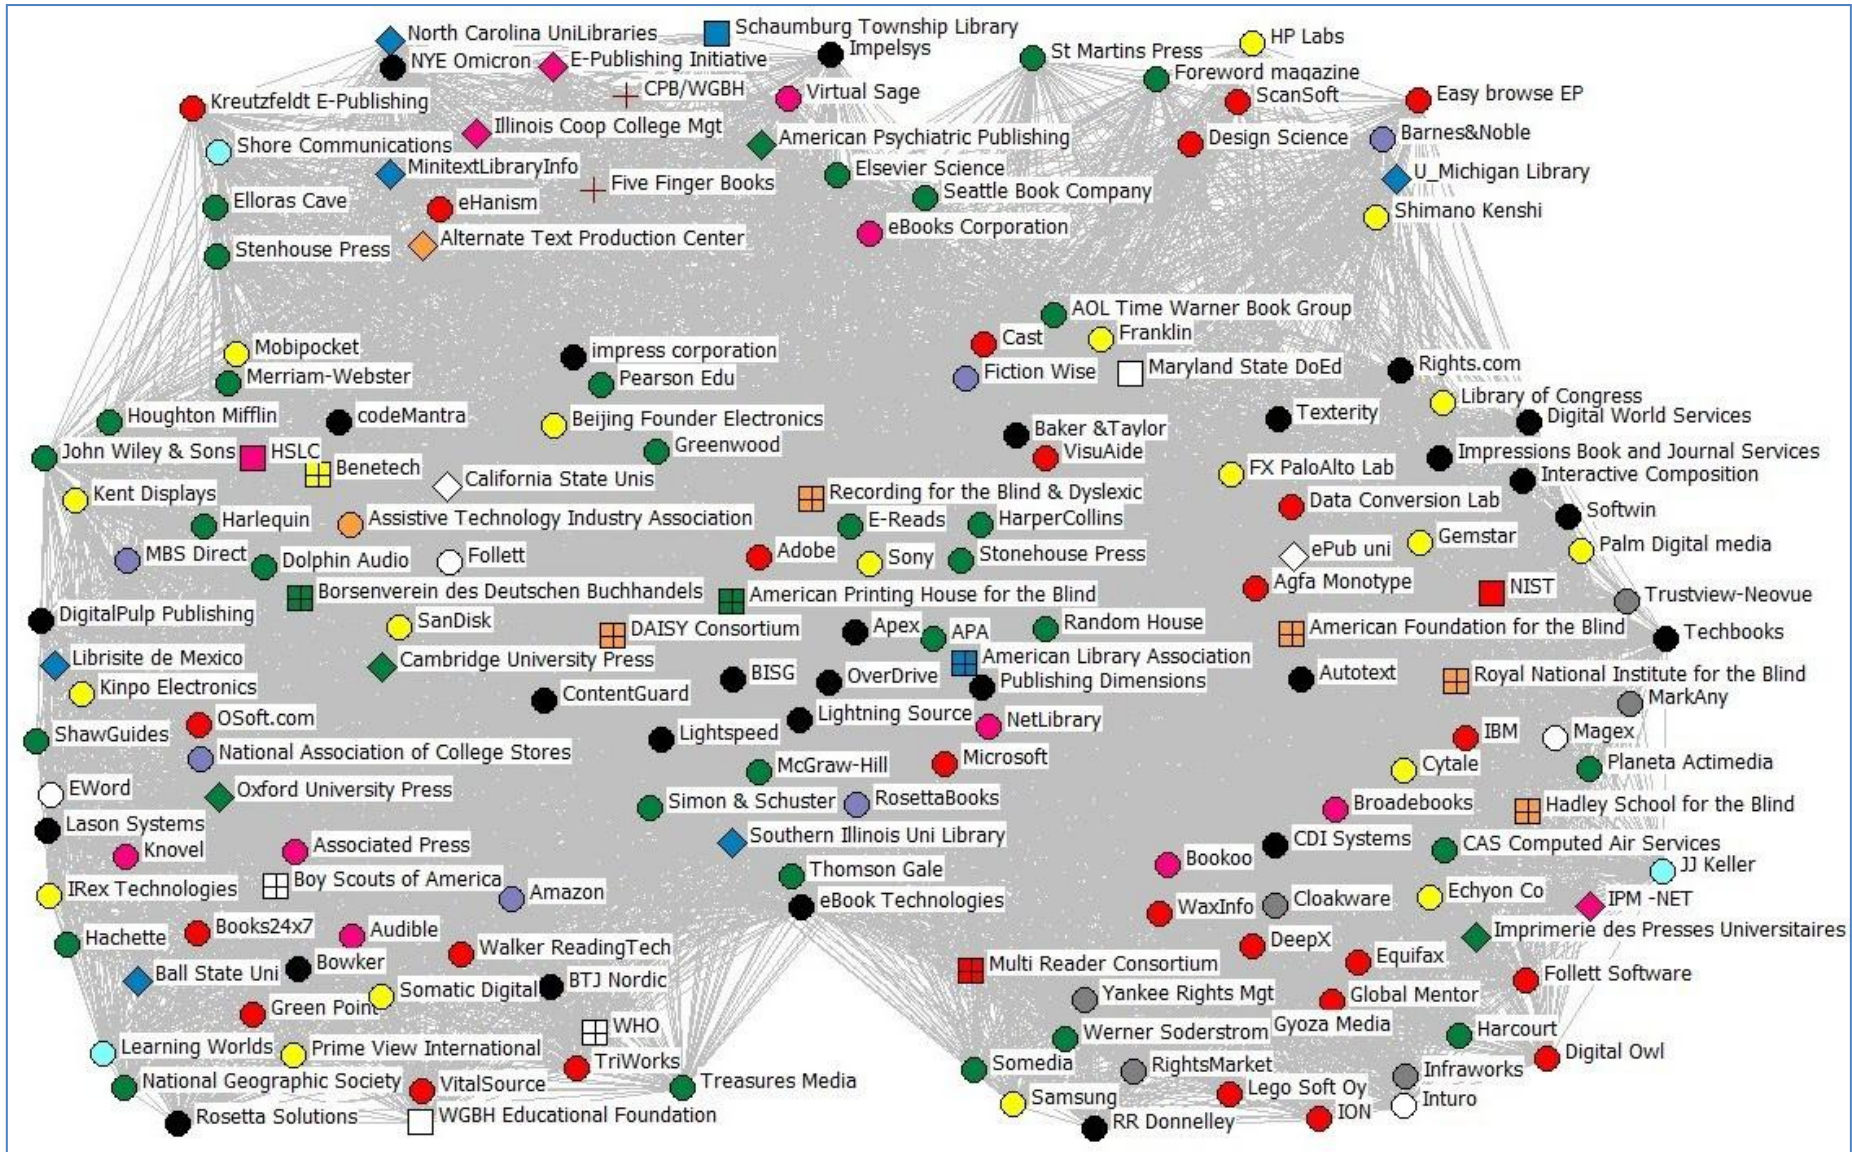 North Carolina UniLibraries
Schaumburg Township Library
HP Labs
NYE Omicron
E-Publishing Initiative
Impelsys
St Martins Press
Foreword magazine
Kreutzfeldt E-Publishing
CPB/WGBH
Virtual Sage
ScanSoft
Easy browse EP
Illinois Coop College Mgt
American Psychiatric Publishing
Design Science
Barnes&Noble
Shore Communications
MinitextLibraryInfo
Elsevier Science
U_Michigan Library
Five Finger Books
Seattle Book Company
Elloras Cave
eHanism
Shimano Kenshi
Alternate Text Production Center
eBooks Corporation
Stenhouse Press
AOL Time Warner Book Group
Mobipocket
impress corporation
Cast
Franklin
Merriam-Webster
Pearson Edu
Fiction Wise
Maryland State DoEd
Rights.com
Library of Congress
Houghton Mifflin
codeMantra
Beijing Founder Electronics
Baker &Taylor
Texterity
Digital World Services
John Wiley & Sons
HSLC
Greenwood
VisuAide
Impressions Book and Journal Services
Benetech
California State Unis
FX PaloAlto Lab
Interactive Composition
Kent Displays
Recording for the Blind & Dyslexic
Data Conversion Lab
Softwin
Harlequin
Assistive Technology Industry Association
E-Reads
HarperCollins
Gemstar
MBS Direct
Dolphin Audio
Follett
Adobe
Sony
Stonehouse Press
ePub uni
Palm Digital media
Borsenverein des Deutschen Buchhandels
American Printing House for the Blind
Agfa Monotype
NIST
Trustview-Neovue
DigitalPulp Publishing
SanDisk
DAISY Consortium
Apex
APA
Random House
American Foundation for the Blind
Techbooks
Librisite de Mexico
Cambridge University Press
American Library Association
Kinpo Electronics
ContentGuard
BISG
OverDrive
Publishing Dimensions
Autotext
Royal National Institute for the Blind
MarkAny
OSoft.com
Lightspeed
Lightning Source
NetLibrary
ShawGuides
National Association of College Stores
McGraw-Hill
Microsoft
IBM
Magex
Cytale
Planeta Actimedia
EWord
Oxford University Press
Simon & Schuster
RosettaBooks
Broadebooks
Hadley School for the Blind
Lason Systems
Southern Illinois Uni Library
CDI Systems
CAS Computed Air Services
Knovel
Associated Press
Bookoo
JJ Keller
IRex Technologies
Boy Scouts of America
Amazon
Thomson Gale
eBook Technologies
WaxInfo
Cloakware
Echyon Co
IPM -NET
Hachette
Books24x7
Audible
Walker ReadingTech
DeepX
Imprimerie des Presses Universitaires
Ball State Uni
Bowker
Multi Reader Consortium
Equifax
Follett Software
Green Point
Somatic Digital
BTJ Nordic
Yankee Rights Mgt
Global Mentor
WHO
Werner Soderstrom
Gyoza Media
Harcourt
Learning Worlds
Prime View International
TriWorks
Somedia
RightsMarket
Infraworks
Digital Owl
National Geographic Society
VitalSource
Treasures Media
Samsung
Lego Soft Oy
Inturo
Rosetta Solutions
WGBH Educational Foundation
RR Donnelley
ION